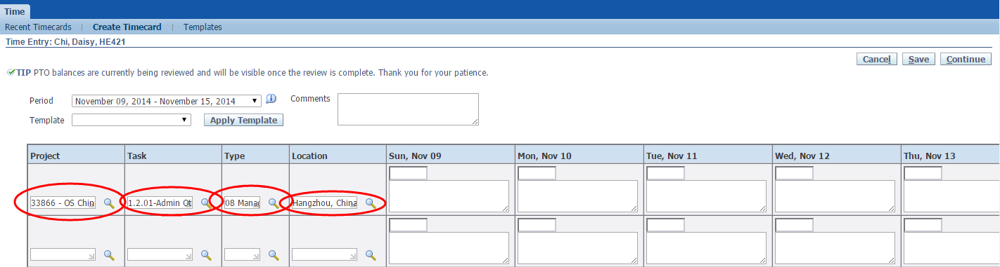 Time
Recent Timecards | Create Timecard | Templates
Time Entry: Chi, Daisy, HE421
Cancel Save Continue
TIP PTO balances are currently being reviewed and will be visible once the review is complete. Thank you for your patience.
Period November 09, 2014 - November 15, 2014 Comments
Template Apply Template
Project Task Type Location Sun, Nov 09 Mon, Nov 10 Tue, Nov 11 Wed, Nov 12 Thu, Nov 13
33866 - OS Chin 1.2.01-Admin Ot 08 Manag Hangzhou, China